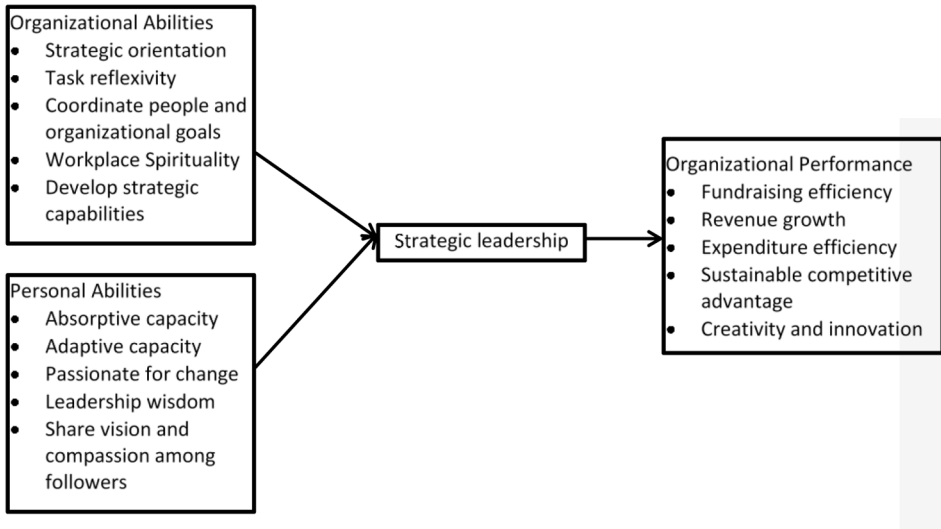 Organizational Abilities
• Strategic orientation
• Task reflexivity
• Coordinate people and
organizational goals
• Workplace Spirituality
• Develop strategic
capabilities
Personal Abilities
• Absorptive capacity
• Adaptive capacity
• Passionate for change
• Leadership wisdom
• Share vision and
compassion among
followers
Strategic leadership
Organizational Performance
• Fundraising efficiency
• Revenue growth
• Expenditure efficiency
• Sustainable competitive
advantage
• Creativity and innovation